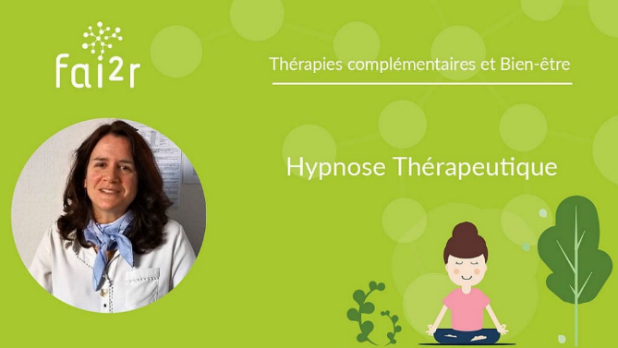 fai2r
Thérapies complémentaires et Bien-être
Hypnose Thérapeutique